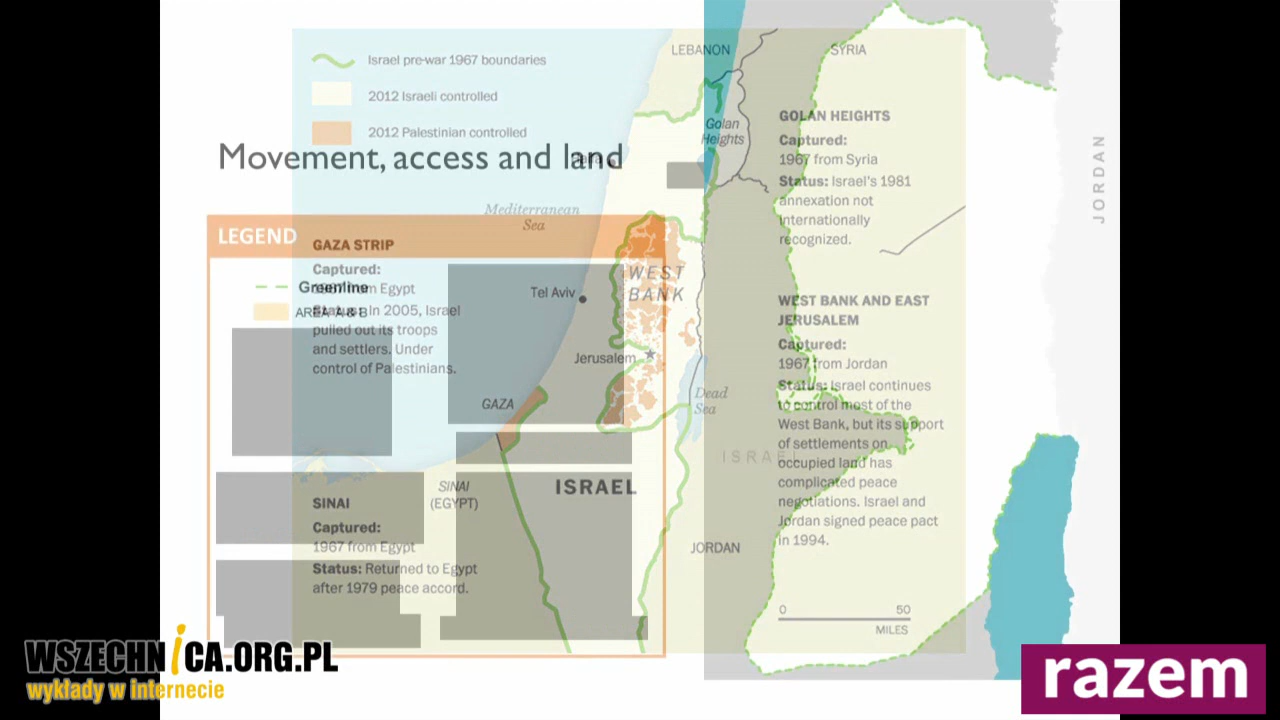 Israel pre-war 1967 boundaries
2012 Israeli controlled
2012 Palestinian controlled
Movement, access and land
LEBANON
SYRIA
Golan
Heights
GOLAN HEIGHTS
Captured:
1967 from Syria
Status: Israel's 1981
annexation not
internationally
recognized.
JORDAN
Mediterranean
Sea
LEGEND
GAZA STRIP
Captured:
from Egypt
Greenline
AREA A & B
Status: In 2005, Israel
pulled out its troops
and settlers. Under
control of Palestinians.
Tel Aviv
WEST
BANK
Jerusalem
GAZA
Dead
Sea
WEST BANK AND EAST
JERUSALEM
Captured:
1967 from Jordan
Status: Israel continues
to control most of the
West Bank, but its support
of settlements on
occupied land has
complicated peace
negotiations. Israel and
Jordan signed peace pact
in 1994.
ISRAEL
SINAI
(EGYPT)
ISRAEL
SINAI
Captured:
1967 from Egypt
Status: Returned to Egypt
after 1979 peace accord.
JORDAN
0 50
MILES
WSZECHNICA.ORG.PL
wykłady w internecie
razem